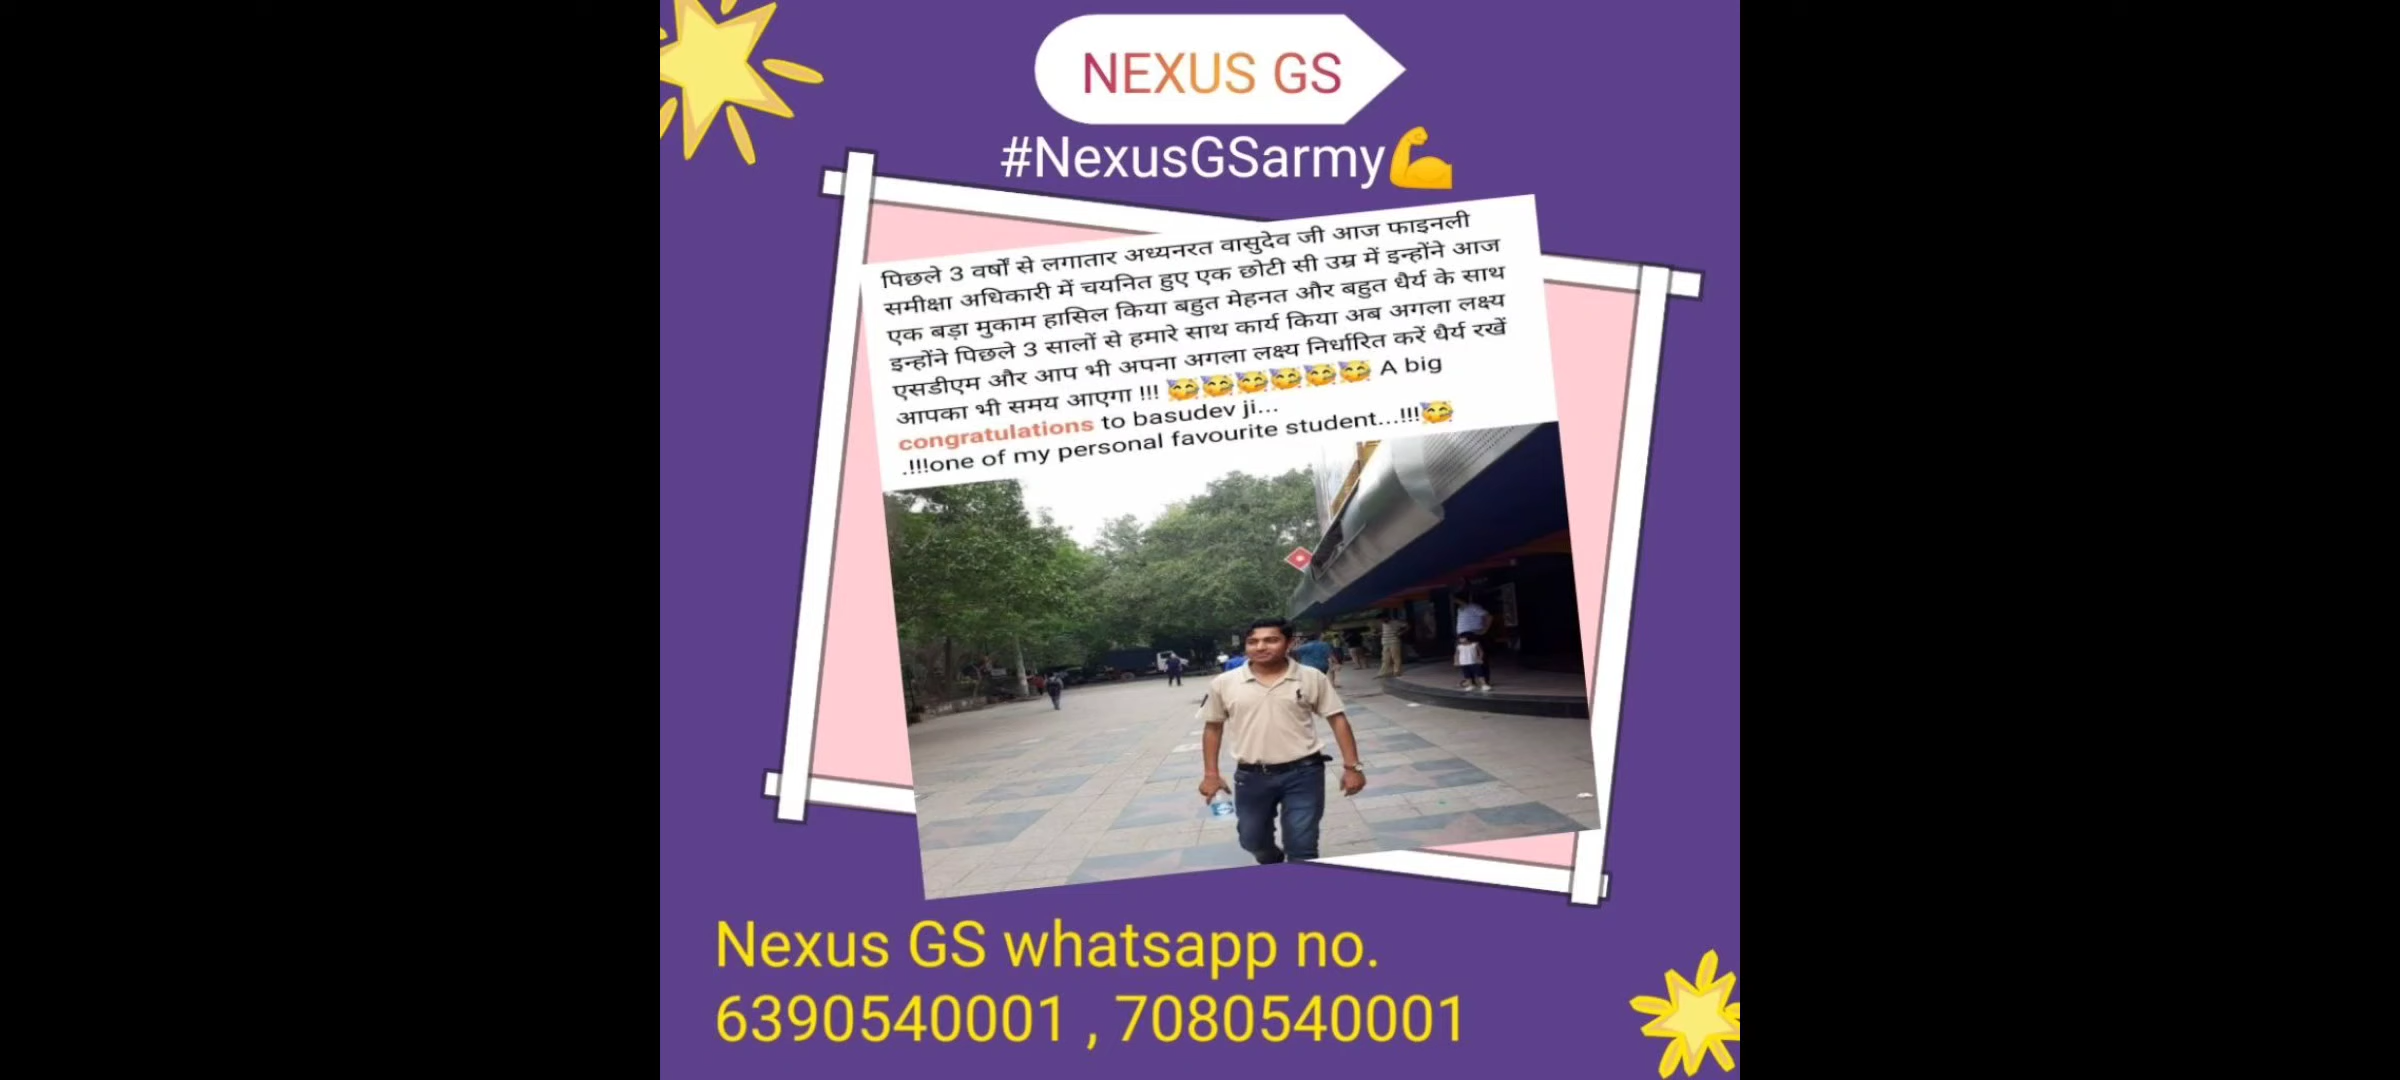 NEXUS GS
#NexusGSarmy💪
पिछले 3 वर्षों से लगातार अध्यनरत वासुदेव जी आज फाइनली
समीक्षा अधिकारी में चयनित हुए एक छोटी सी उम्र में इन्होंने आज
एक बड़ा मुकाम हासिल किया बहुत मेहनत और बहुत धैर्य के साथ
इन्होंने पिछले 3 सालों से हमारे साथ कार्य किया अब अगला लक्ष्य
एसडीएम और आप भी अपना अगला लक्ष्य निर्धारित करें धैर्य रखें
आपका भी समय आएगा !!! 🥳🥳🥳🥳🥳🥳 A big
congratulations to basudev ji...
.!!!one of my personal favourite student...!!!🥳
Nexus GS whatsapp no.
6390540001 , 7080540001